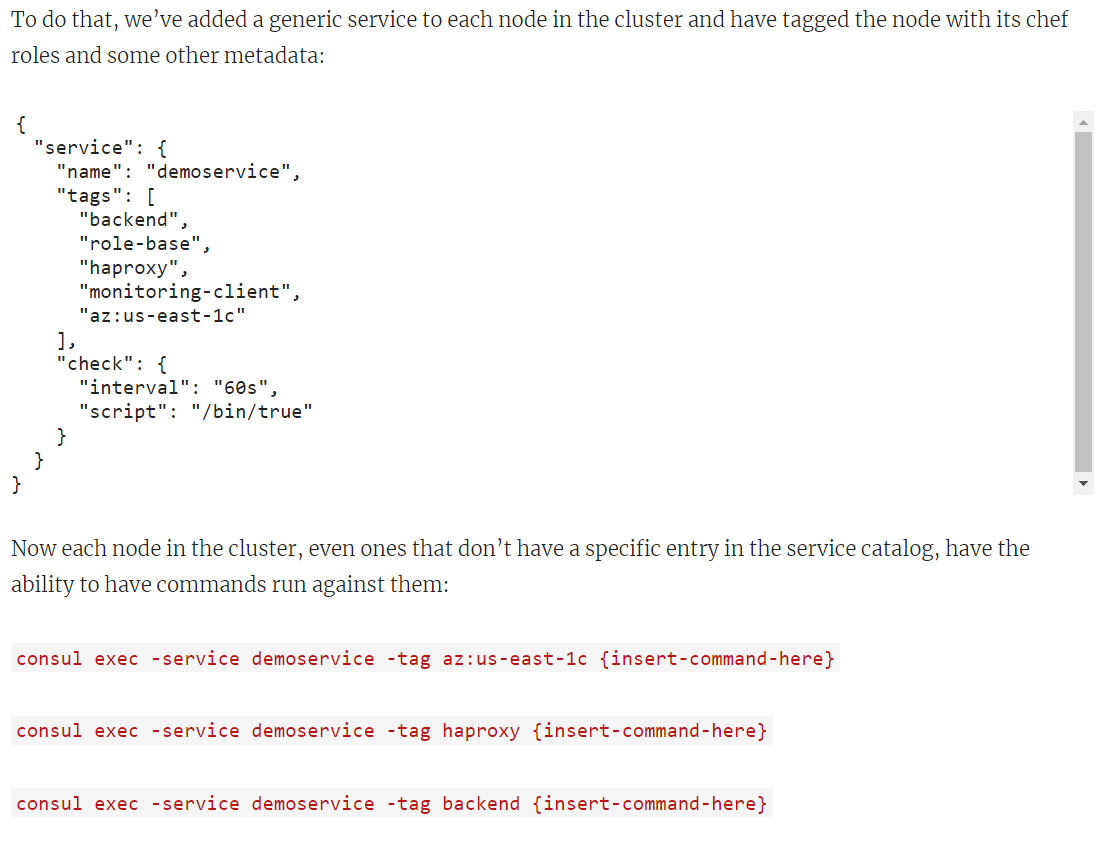 To do that, we’ve added a generic service to each node in the cluster and have tagged the node with its chef
roles and some other metadata:
{
  "service": {
    "name": "demoservice",
    "tags": [
      "backend",
      "role-base",
      "haproxy",
      "monitoring-client",
      "az:us-east-1c"
    ],
    "check": {
      "interval": "60s",
      "script": "/bin/true"
    }
  }
}
Now each node in the cluster, even ones that don’t have a specific entry in the service catalog, have the
ability to have commands run against them:
consul exec -service demoservice -tag az:us-east-1c {insert-command-here}
consul exec -service demoservice -tag haproxy {insert-command-here}
consul exec -service demoservice -tag backend {insert-command-here}